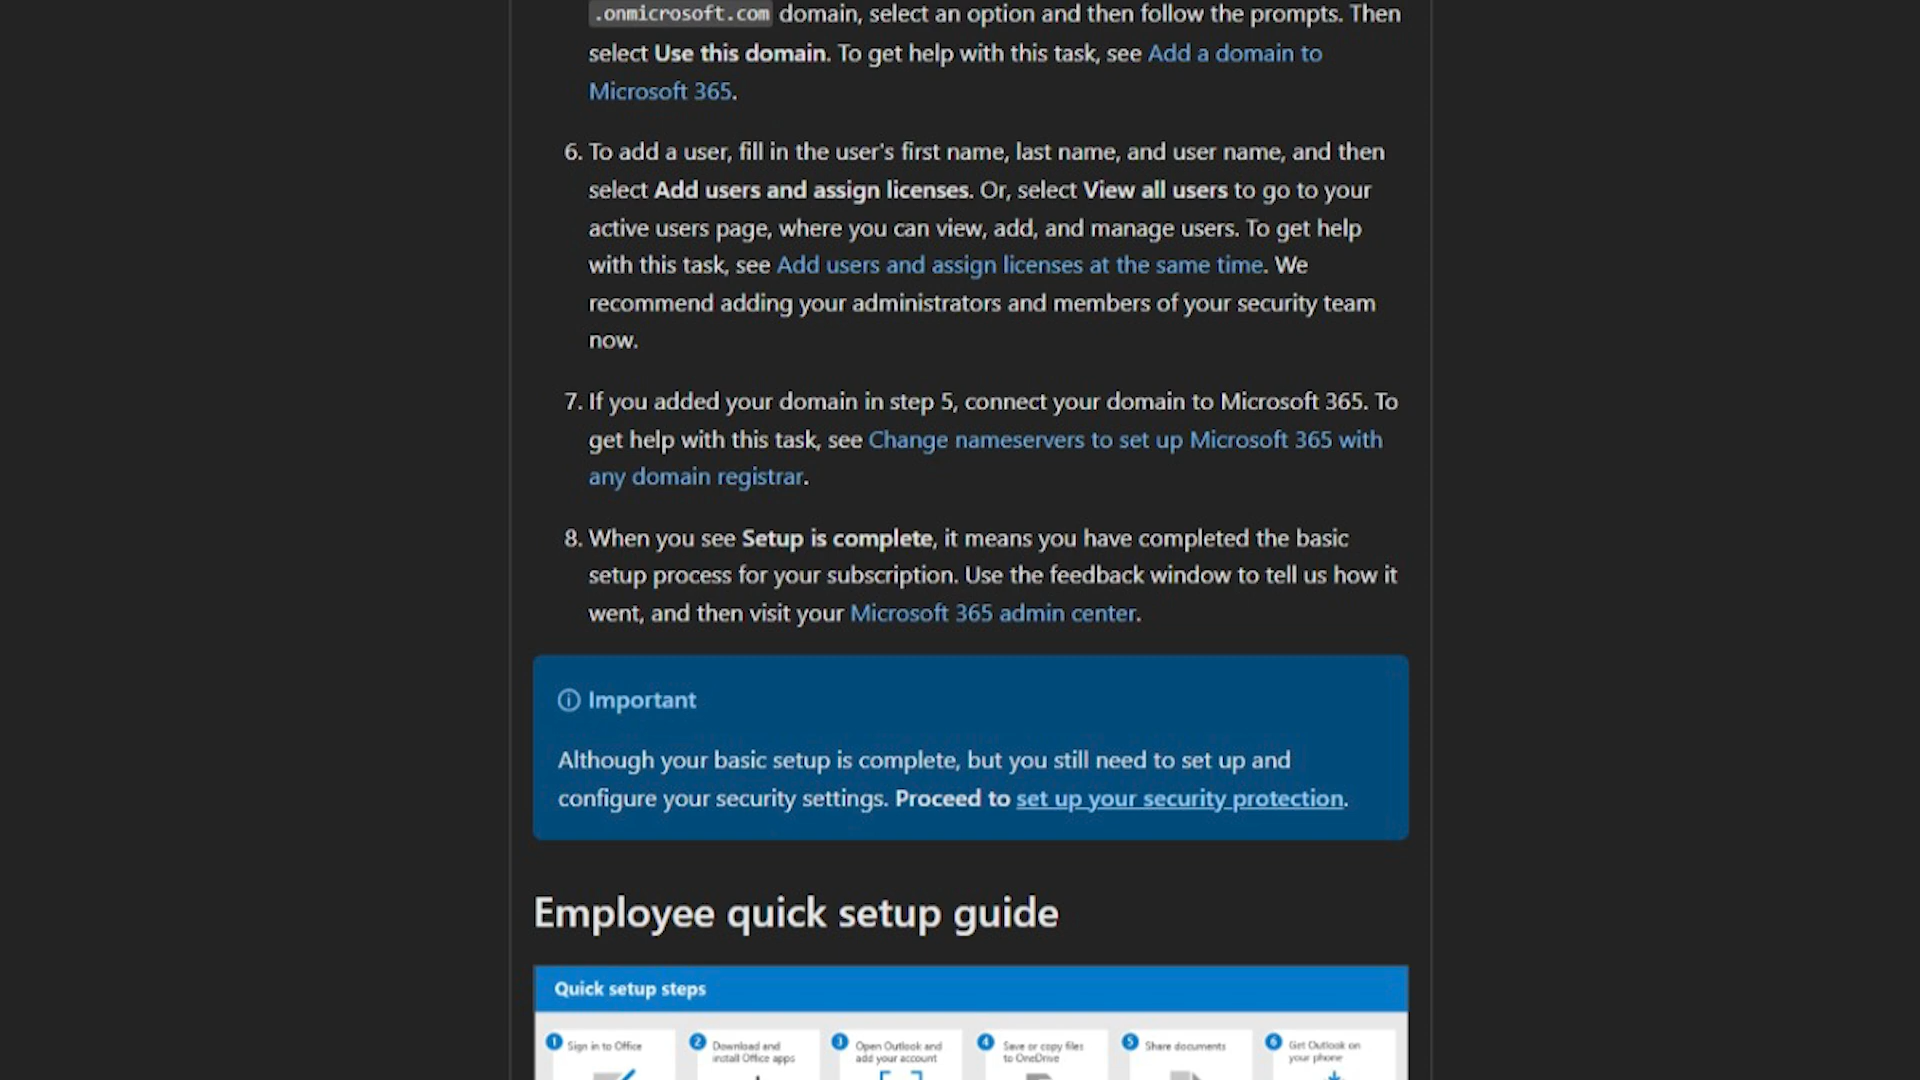 .onmicrosoft.com domain, select an option and then follow the prompts. Then
select Use this domain. To get help with this task, see Add a domain to
Microsoft 365.
6. To add a user, fill in the user's first name, last name, and user name, and then
select Add users and assign licenses. Or, select View all users to go to your
active users page, where you can view, add, and manage users. To get help
with this task, see Add users and assign licenses at the same time. We
recommend adding your administrators and members of your security team
now.
7. If you added your domain in step 5, connect your domain to Microsoft 365. To
get help with this task, see Change nameservers to set up Microsoft 365 with
any domain registrar.
8. When you see Setup is complete, it means you have completed the basic
setup process for your subscription. Use the feedback window to tell us how it
went, and then visit your Microsoft 365 admin center.
Important
Although your basic setup is complete, but you still need to set up and
configure your security settings. Proceed to set up your security protection.
Employee quick setup guide
Quick setup steps
1 Sign in to Office
2 Download and
install Office apps
3 Open Outlook and
add your account
4 Save or copy files
to OneDrive
5 Share documents
6 Get Outlook on
your phone